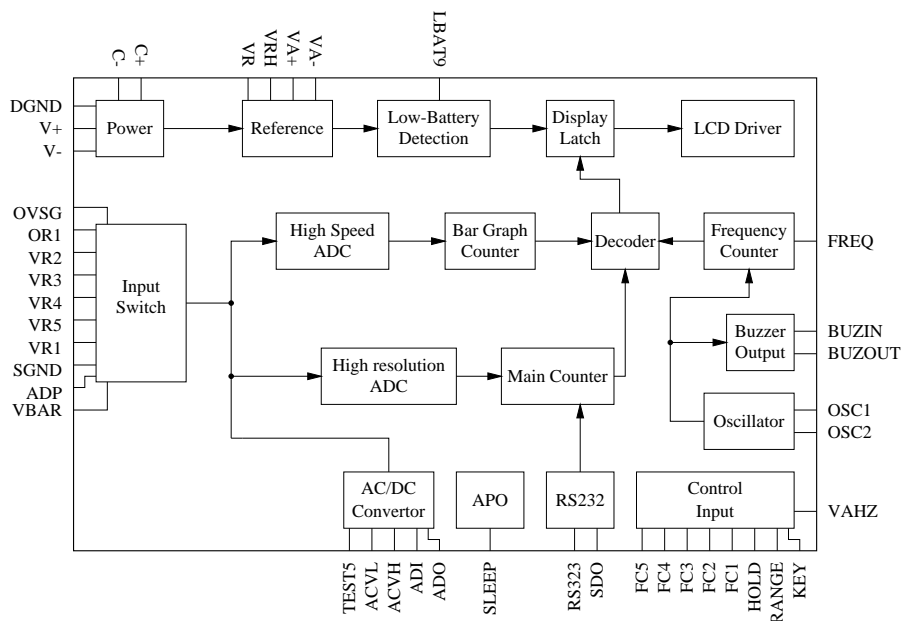 C-
C+
VR
VRH
VA+
VA-
LBAT9
DGND
V+
V-
Power
Reference
Low-Battery
Detection
Display
Latch
LCD Driver
OVSG
OR1
VR2
VR3
VR4
VR5
VR1
SGND
ADP
VBAR
Input
Switch
High Speed
ADC
Bar Graph
Counter
Decoder
Frequency
Counter
FREQ
Buzzer
Output
BUZIN
BUZOUT
High resolution
ADC
Main Counter
Oscillator
OSC1
OSC2
AC/DC
Convertor
APO
RS232
Control
Input
VAHZ
TEST5
ACVL
ACVH
ADI
ADO
SLEEP
RS323
SDO
FC5
FC4
FC3
FC2
FC1
HOLD
RANGE
KEY